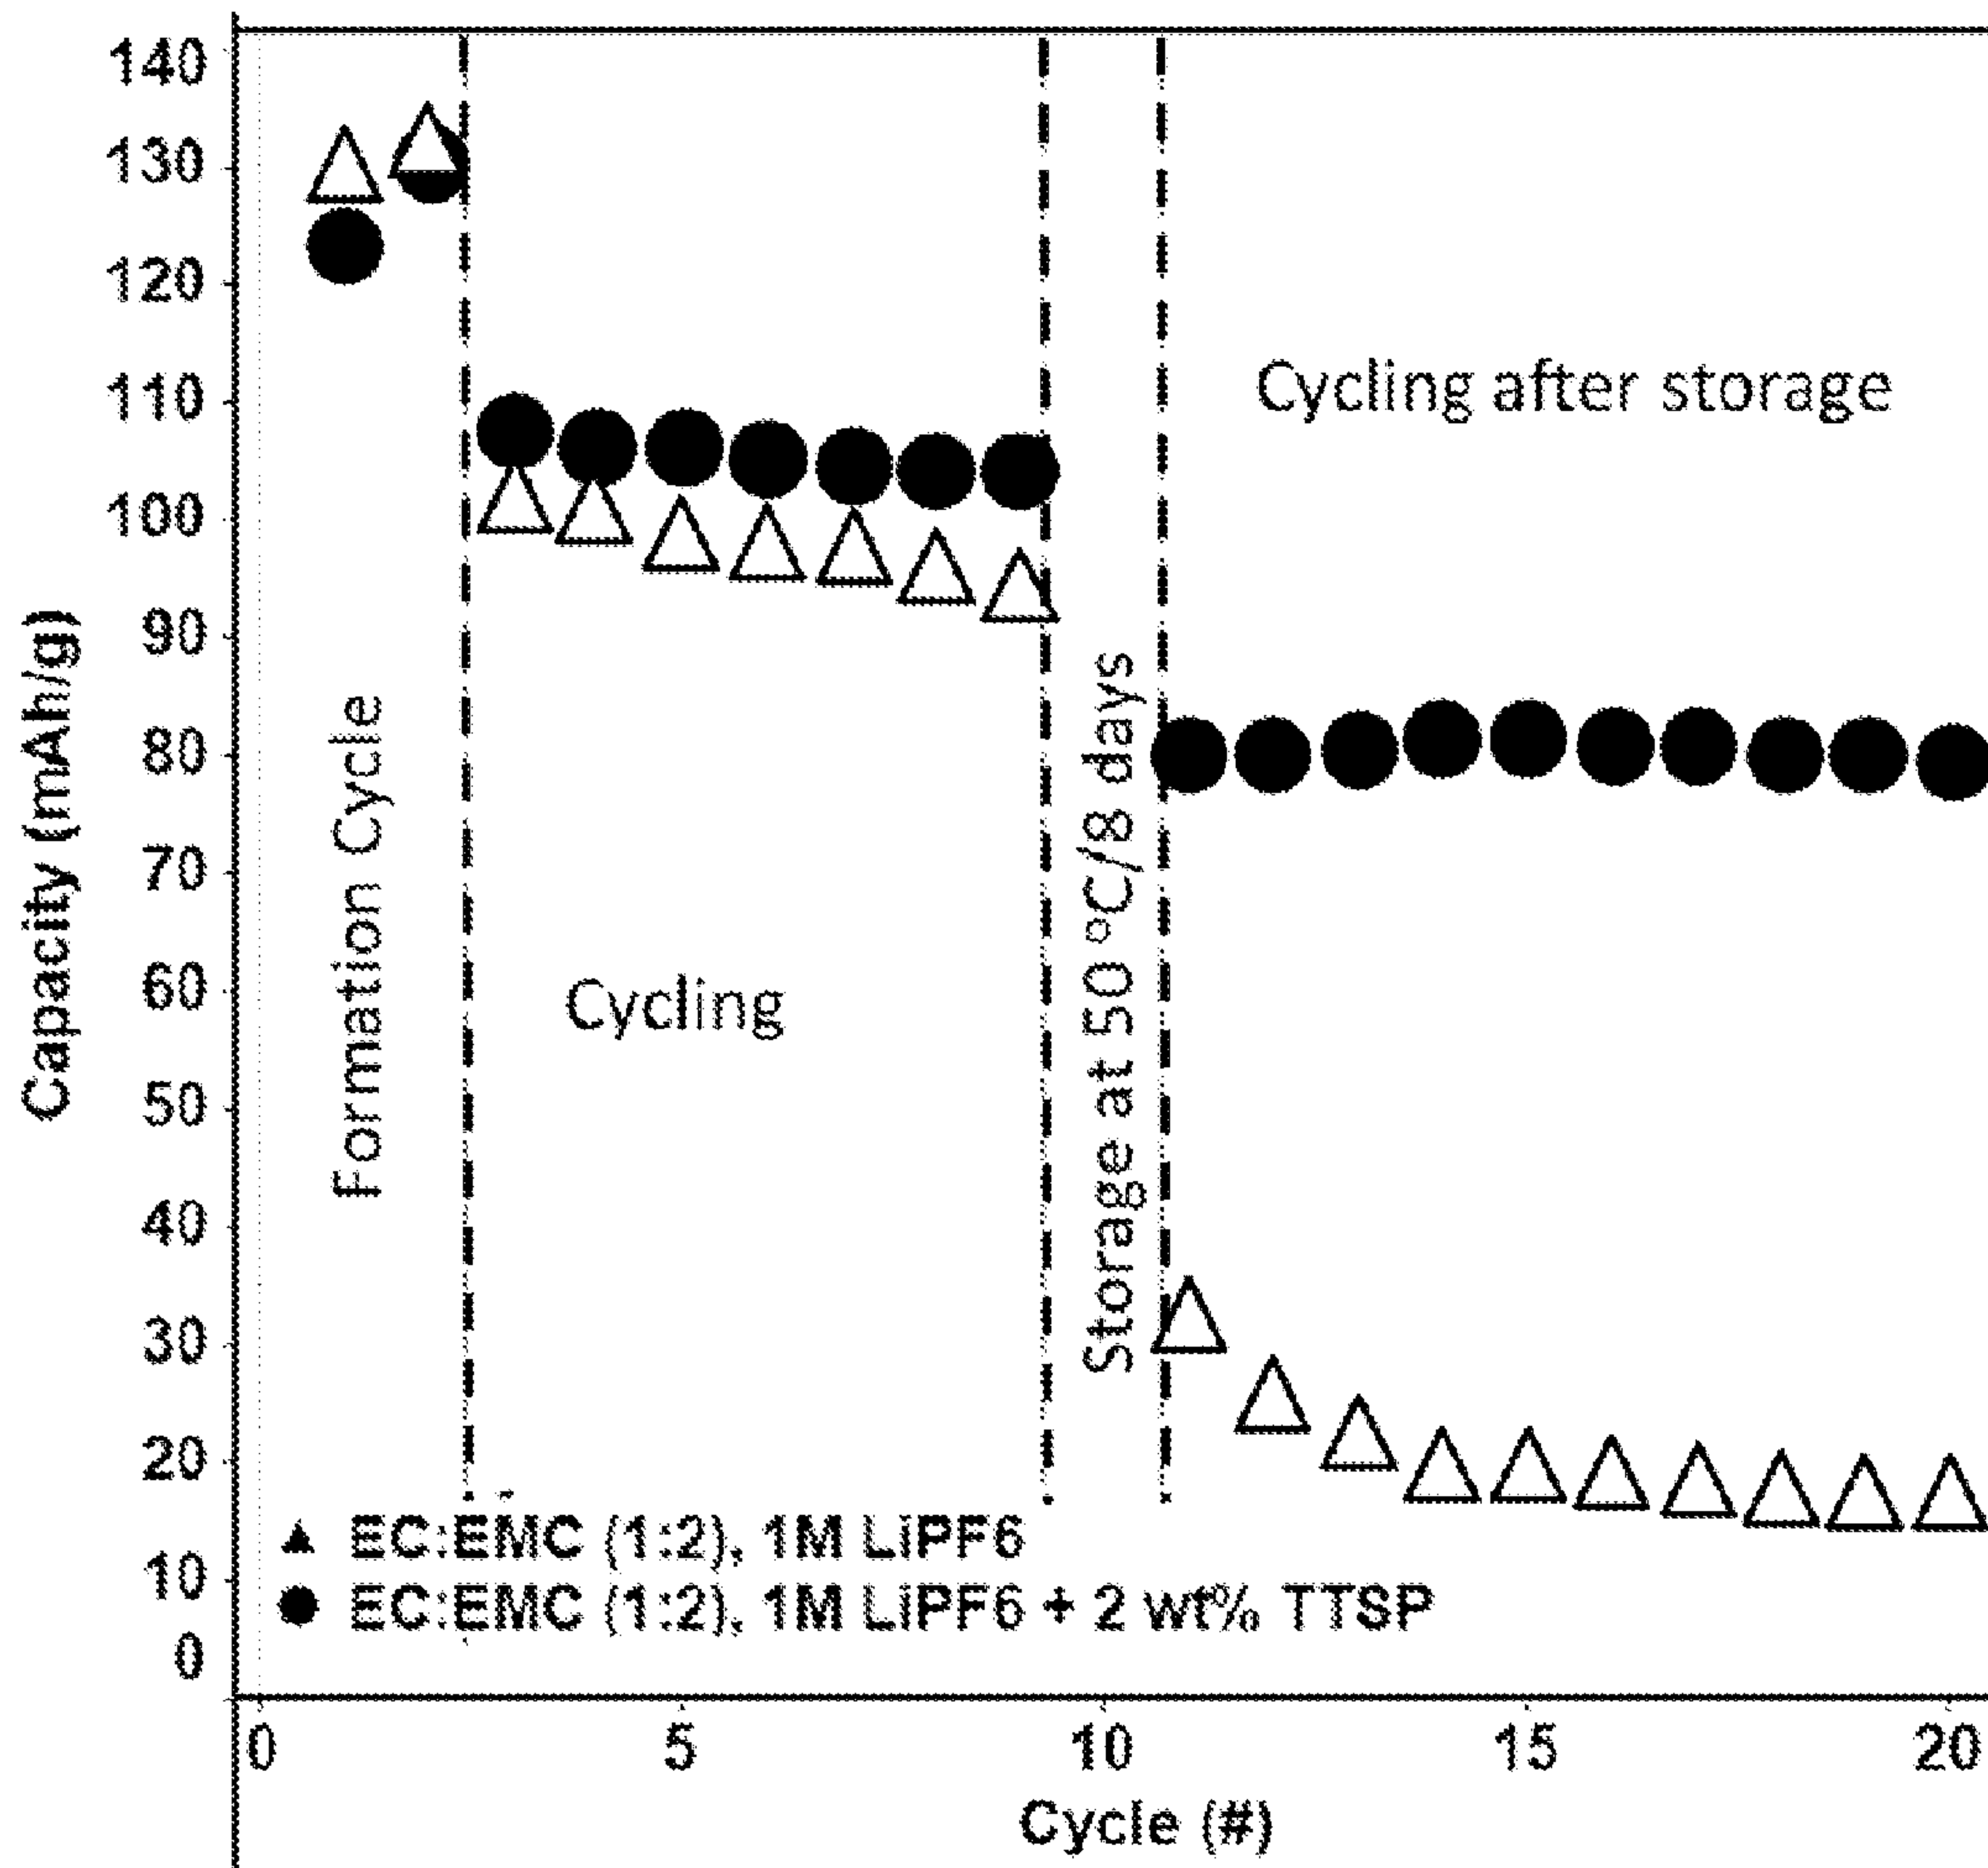 140
130
120
110
100
90
80
70
60
50
40
30
20
10
0
Capacity (mAh/g)
Formation Cycle
Cycling
Storage at 50 °C/8 days
Cycling after storage
EC:EMC (1:2), 1M LiPF6
EC:EMC (1:2), 1M LiPF6 + 2 wt% TTSP
0 5 10 15 20
Cycle (#)